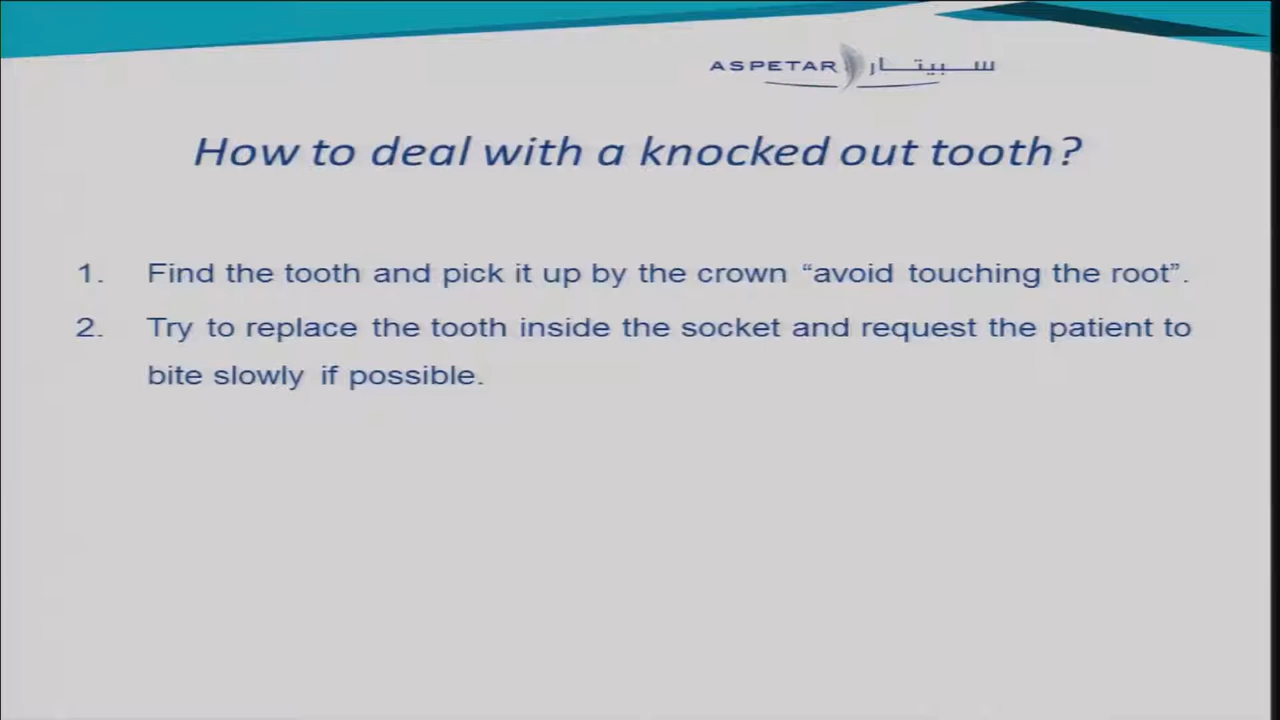 ASPETAR سبيتار
How to deal with a knocked out tooth?
1. Find the tooth and pick it up by the crown “avoid touching the root”.
2. Try to replace the tooth inside the socket and request the patient to
bite slowly if possible.